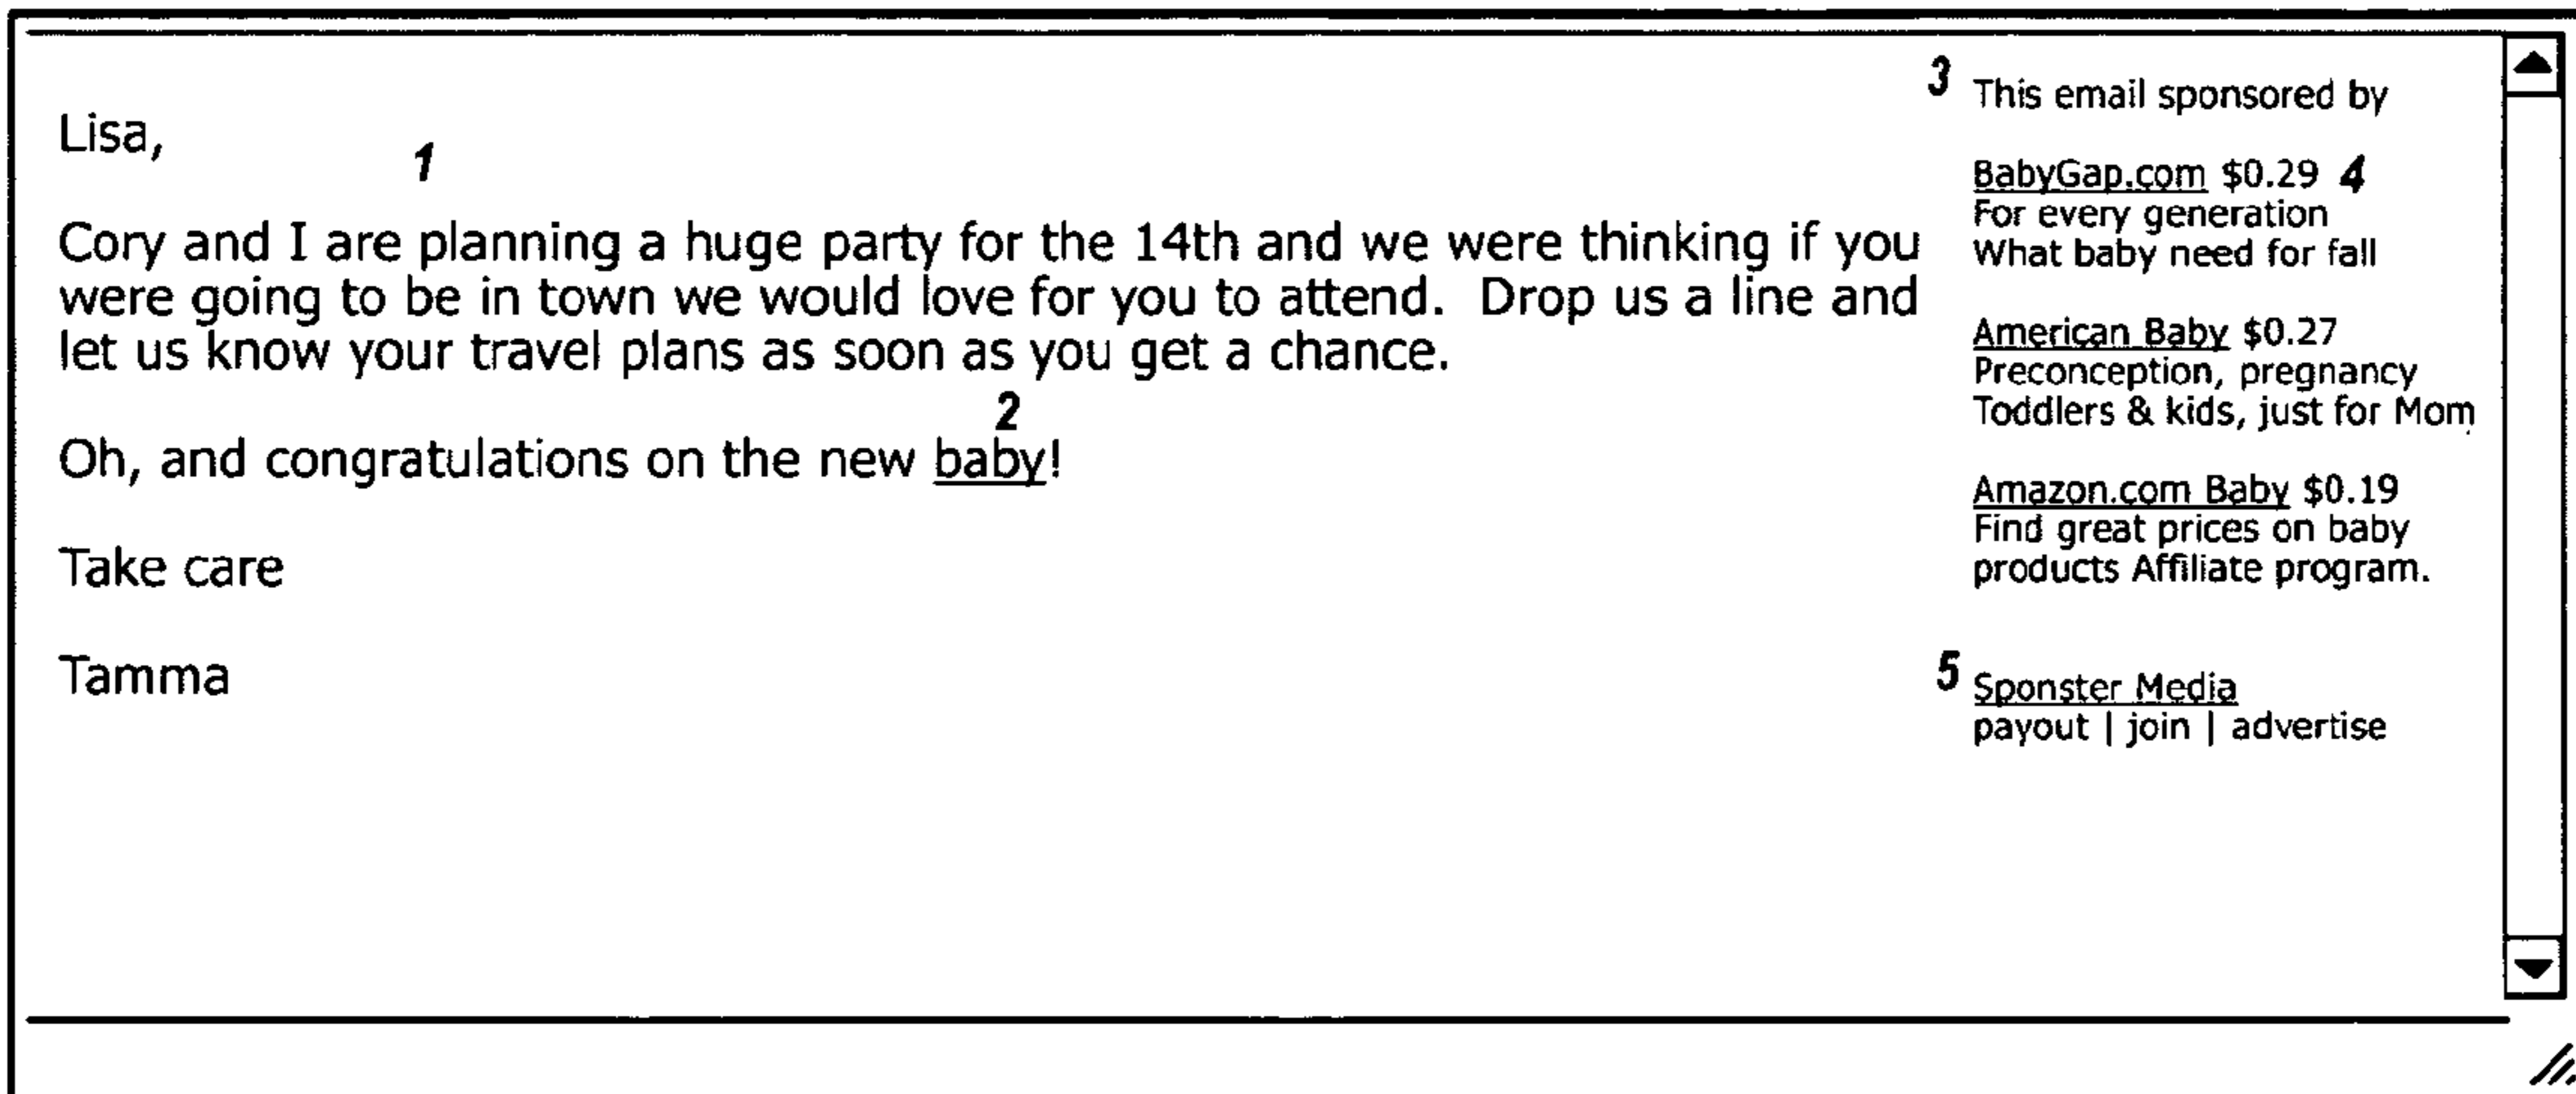 Lisa,
1
Cory and I are planning a huge party for the 14th and we were thinking if you
were going to be in town we would love for you to attend.  Drop us a line and
let us know your travel plans as soon as you get a chance.
2
Oh, and congratulations on the new baby!
Take care
Tamma
3 This email sponsored by
BabyGap.com $0.29 4
For every generation
What baby need for fall
American Baby $0.27
Preconception, pregnancy
Toddlers & kids, just for Mom
Amazon.com Baby $0.19
Find great prices on baby
products Affiliate program.
5 Sponster Media
payout | join | advertise